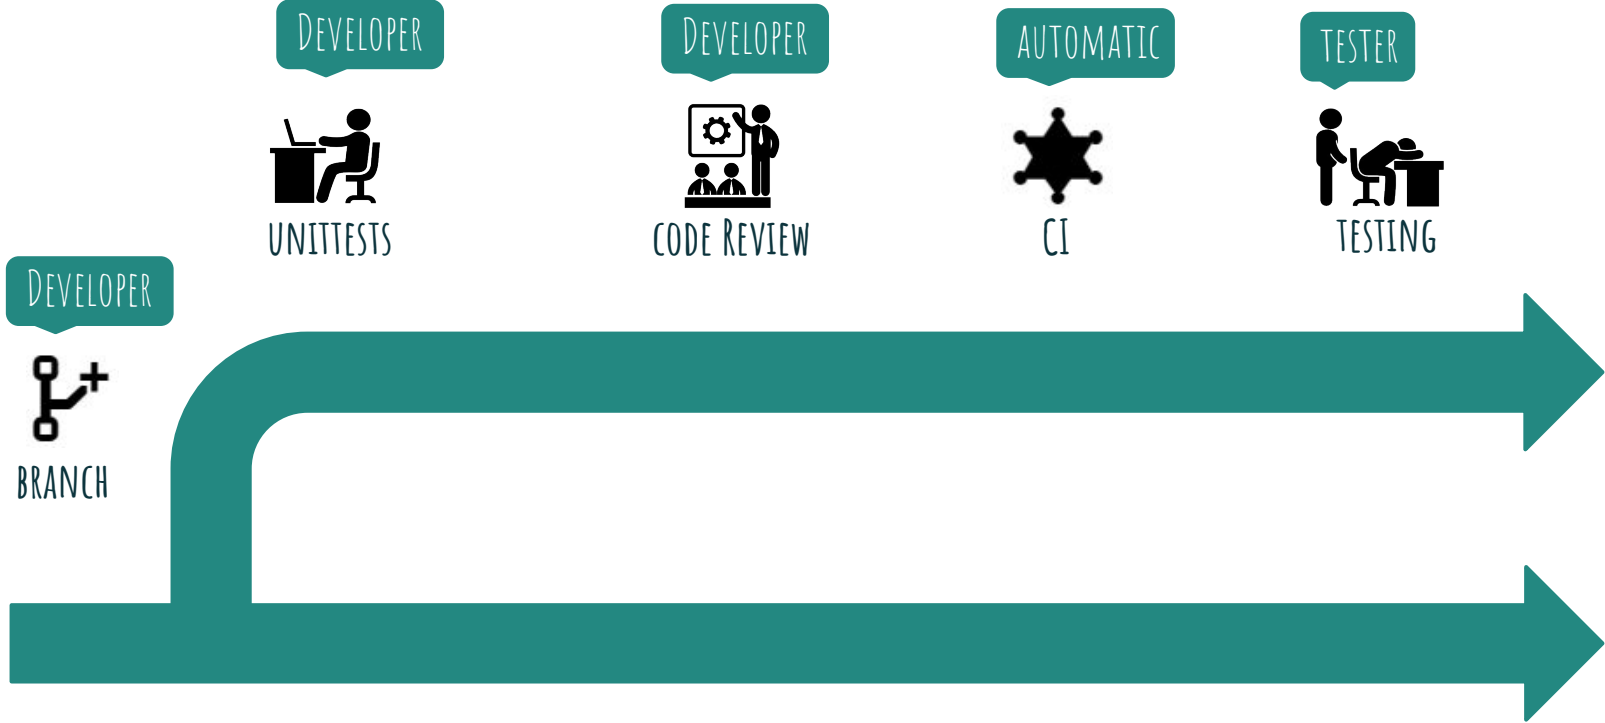 Developer
unittests
Developer
code Review
automatic
CI
tester
testing
Developer
branch